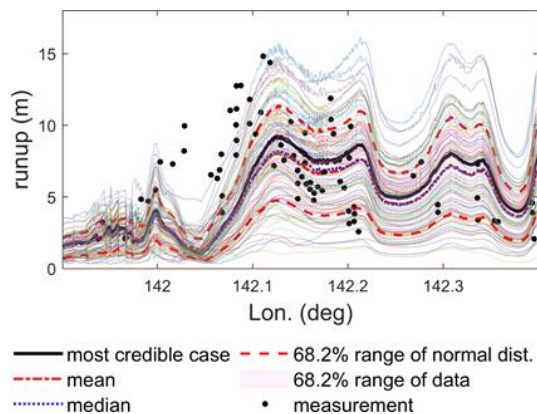 15
10
5
0
runup (m)
142 142.1 142.2 142.3
Lon. (deg)
most credible case
mean
median
68.2% range of normal dist.
68.2% range of data
measurement